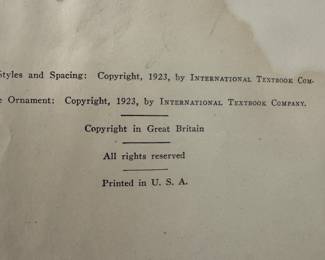 Styles and Spacing: Copyright, 1923, by International Textbook Com-
Ornament: Copyright, 1923, by International Textbook Company.
Copyright in Great Britain
All rights reserved
Printed in U. S. A.